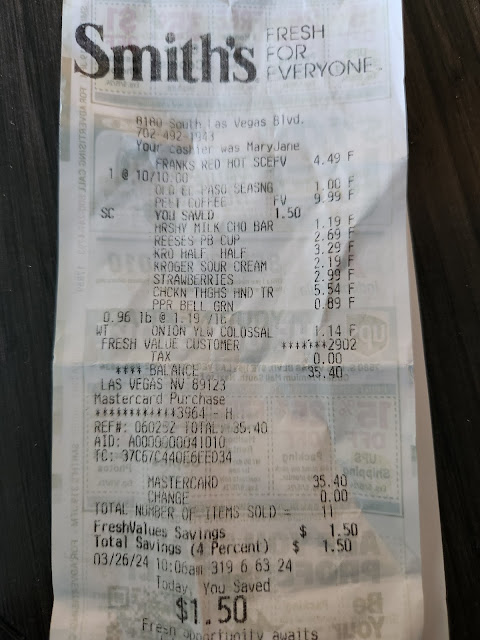 Smith's FRESH FOR EVERYONE
8180 South Las Vegas Blvd.
702-492-1943
Your cashier was MaryJane
FRANKS RED HOT SCEFV 4.49 F
1 @ 10/10.00
OLD EL PASO SEASNG 1.00 F
PEET COFFEE FV 9.99 F
SC YOU SAVED 1.50
HRSHY MILK CHO BAR 1.19 F
REESES PB CUP 2.69 F
KRO HALF HALF 3.29 F
KROGER SOUR CREAM 2.19 F
STRAWBERRIES 2.99 F
CHCKN THGHS HND TR 5.54 F
PPR BELL GRN 0.89 F
0.96 lb @ 1.19 /lb
WT ONION YLW COLOSSAL 1.14 F
FRESH VALUE CUSTOMER *******2902
TAX 0.00
**** BALANCE 35.40
LAS VEGAS NV 89123
Mastercard Purchase
************3964 - H
REF#: 060252 TOTAL: 35.40
AID: A0000000041010
TC: 37C67C440E6FED34
MASTERCARD 35.40
CHANGE 0.00
TOTAL NUMBER OF ITEMS SOLD = 11
FreshValues Savings $ 1.50
Total Savings (4 Percent) $ 1.50
03/26/24 10:06am 319 6 63 24
Today You Saved
$1.50
Fresh opportunity awaits